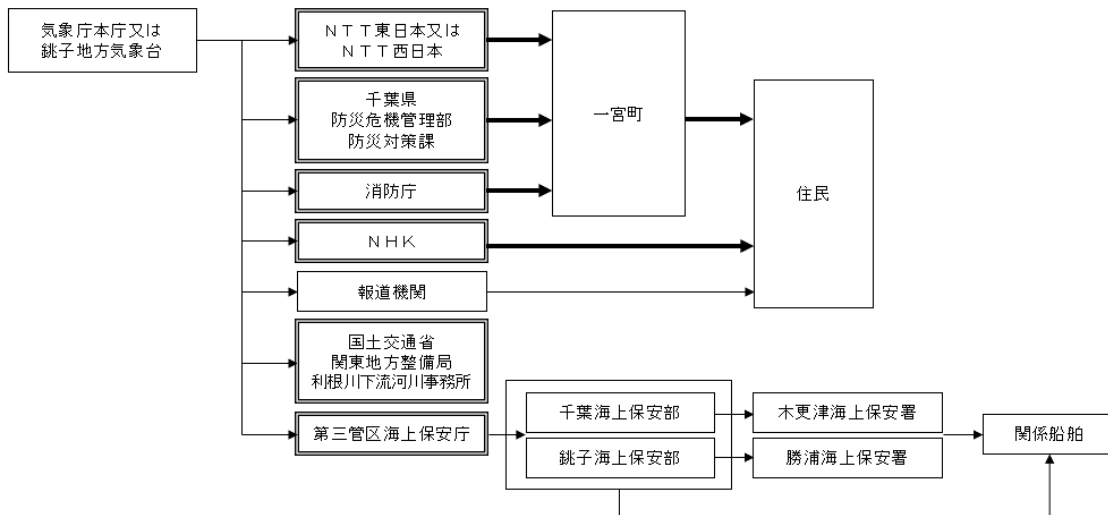 気象庁本庁又は
銚子地方気象台
ＮＴＴ東日本又は
ＮＴＴ西日本
千葉県
防災危機管理部
防災対策課
消防庁
ＮＨＫ
報道機関
国土交通省
関東地方整備局
利根川下流河川事務所
第三管区海上保安庁
一宮町
住民
千葉海上保安部
銚子海上保安部
木更津海上保安署
勝浦海上保安署
関係船舶